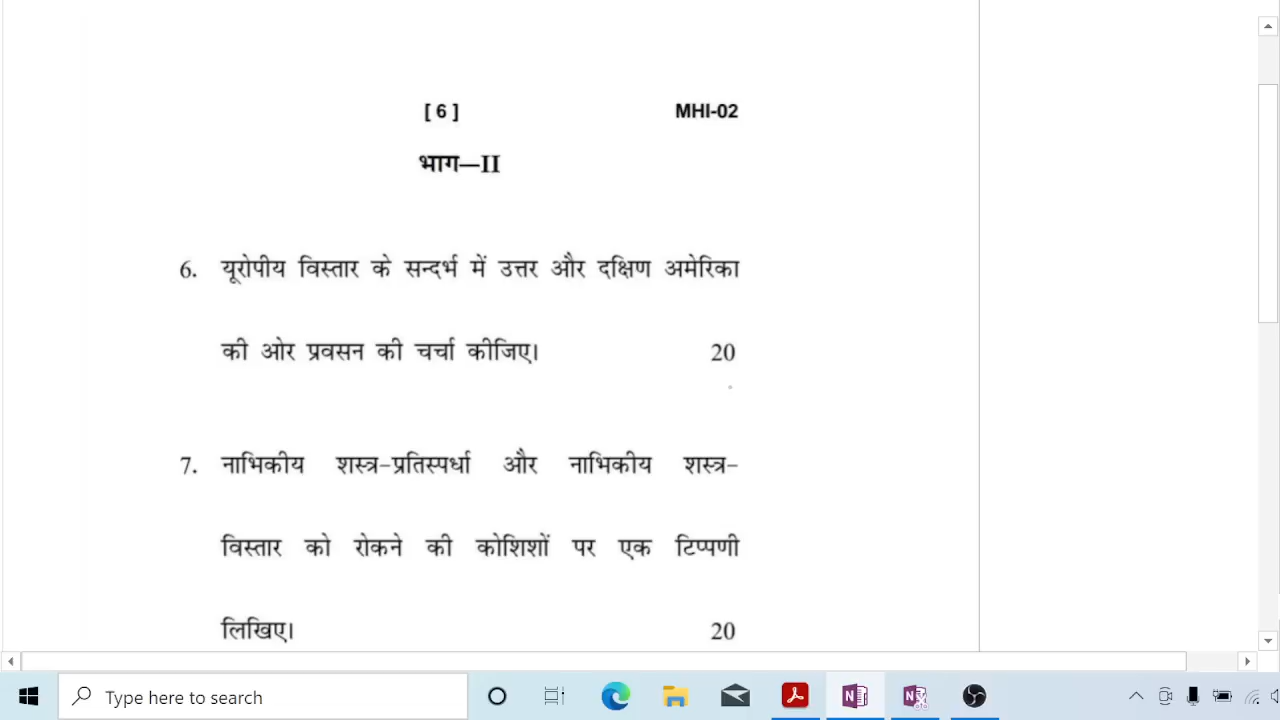 [ 6 ] MHI-02
भाग—II
6. यूरोपीय विस्तार के सन्दर्भ में उत्तर और दक्षिण अमेरिका
की ओर प्रवसन की चर्चा कीजिए। 20
7. नाभिकीय शस्त्र-प्रतिस्पर्धा और नाभिकीय शस्त्र-
विस्तार को रोकने की कोशिशों पर एक टिप्पणी
लिखिए। 20
Type here to search